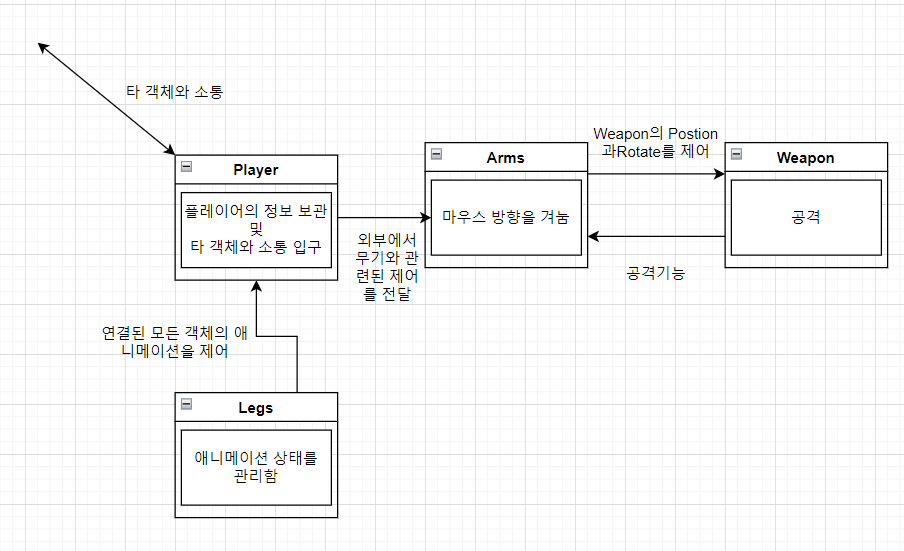 타 객체와 소통
Player
플레이어의 정보 보관
및
타 객체와 소통 입구
외부에서
무기와 관
련된 제어
를 전달
Arms
마우스 방향을 겨눔
Weapon의 Postion
과Rotate를 제어
Weapon
공격
공격기능
연결된 모든 객체의 애
니메이션을 제어
Legs
애니메이션 상태를
관리함